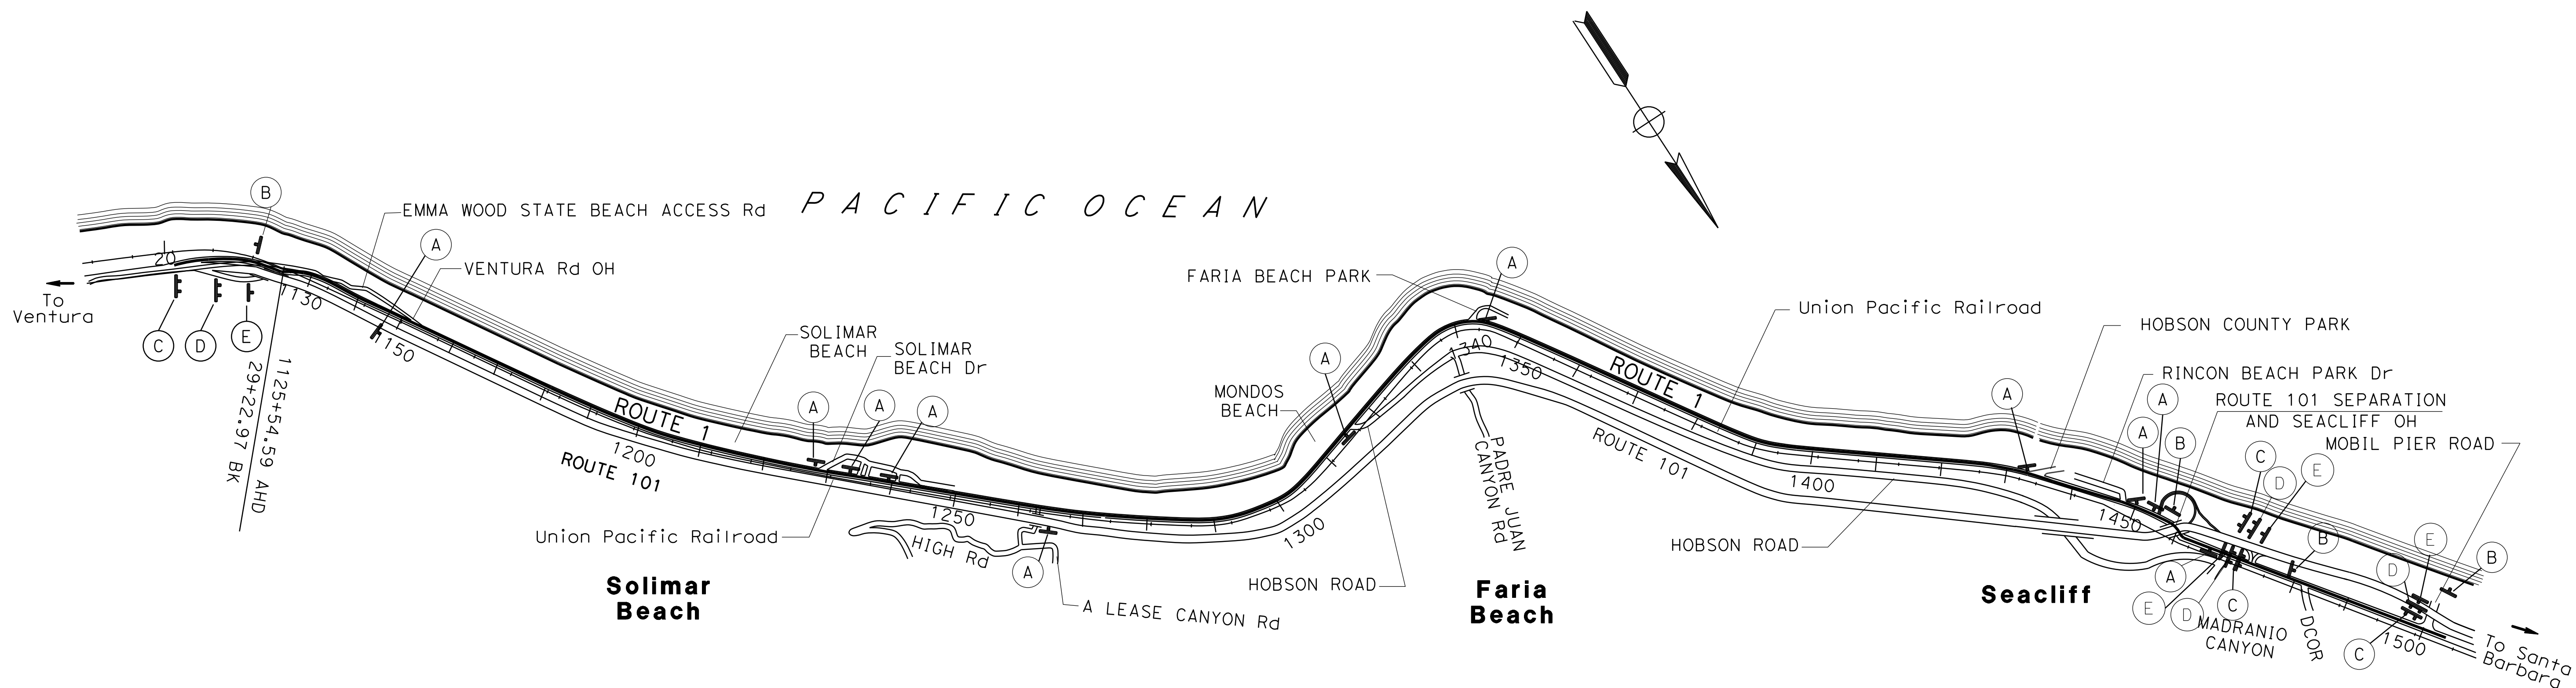 B
EMMA WOOD STATE BEACH ACCESS Rd
PACIFIC OCEAN
A
VENTURA Rd OH
20
To
Ventura
C
D
E
1130
1150
1125+54.59 AHD
29+22.97 BK
SOLIMAR
BEACH
SOLIMAR
BEACH Dr
ROUTE 1
1200
ROUTE 101
A
A
A
Union Pacific Railroad
1250
HIGH Rd
A
A LEASE CANYON Rd
Solimar
Beach
FARIA BEACH PARK
A
A
MONDOS
BEACH
1300
1340
1350
HOBSON ROAD
PADRE JUAN
CANYON Rd
Faria
Beach
Union Pacific Railroad
ROUTE 1
ROUTE 101
1400
HOBSON ROAD
HOBSON COUNTY PARK
A
RINCON BEACH PARK Dr
ROUTE 101 SEPARATION
AND SEACLIFF OH
MOBIL PIER ROAD
A
A
B
C
D
E
1450
Seacliff
A
E
D
C
B
MADRANIO
CANYON
DCOR
D
E
B
C
1500
To Santa
Barbara